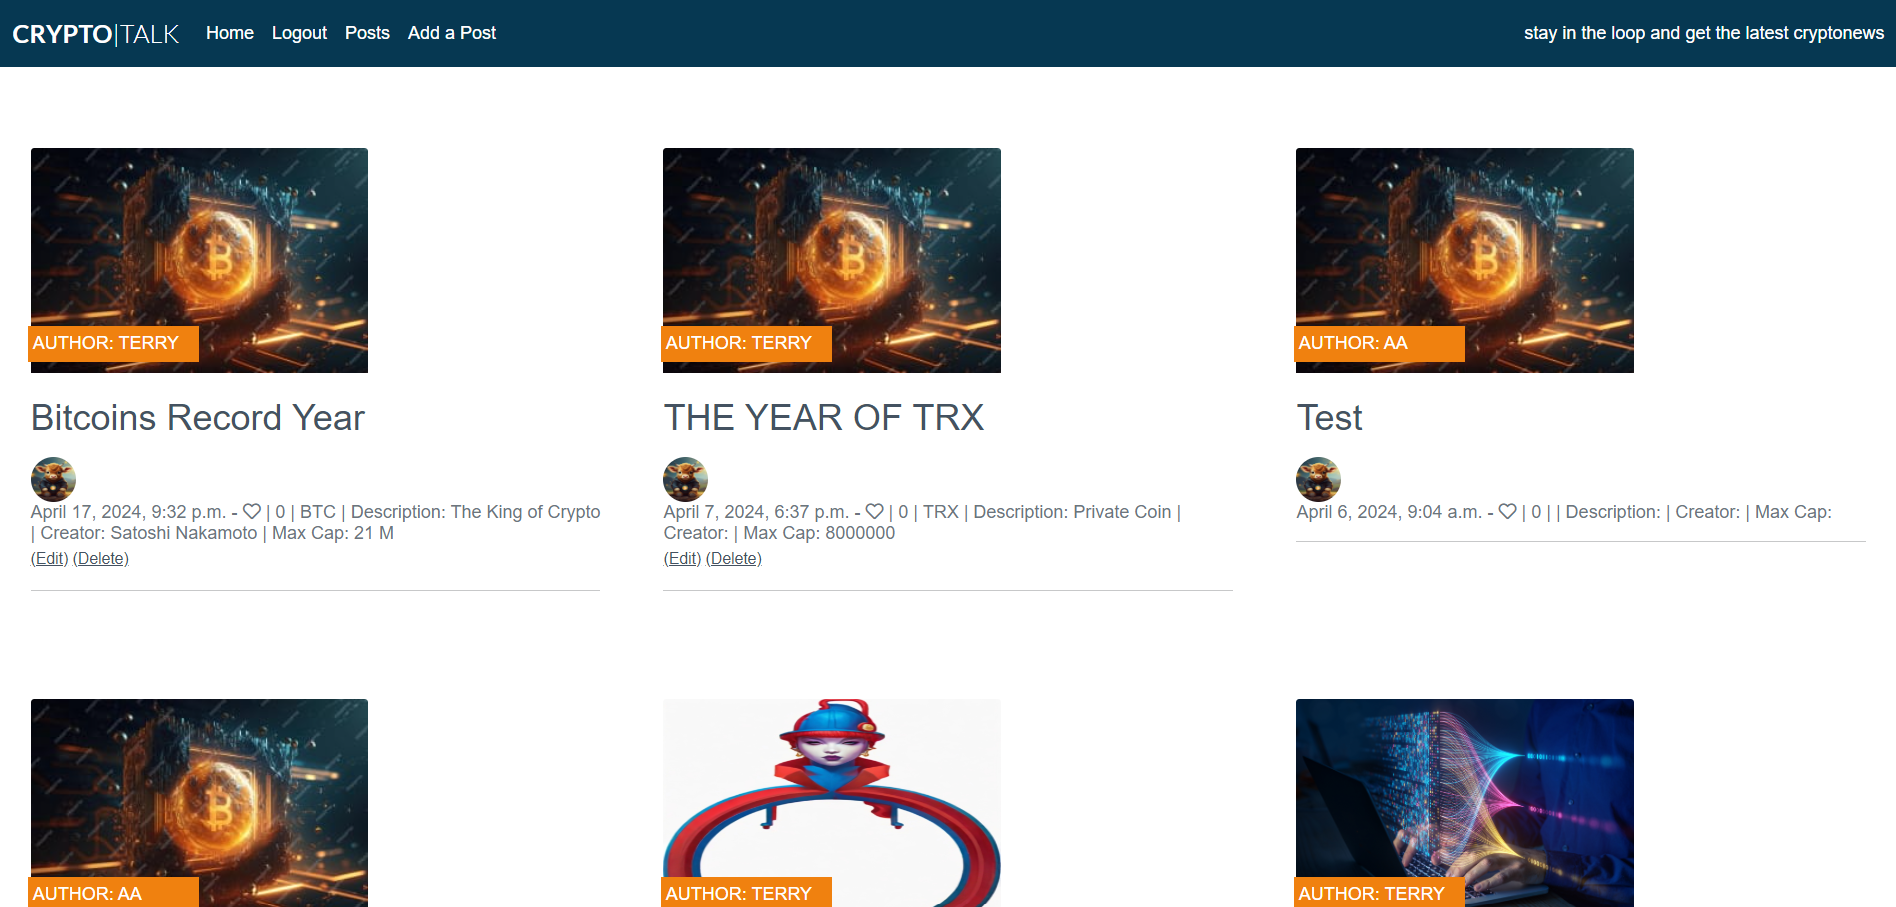 CRYPTO|TALK Home Logout Posts Add a Post stay in the loop and get the latest cryptonews
AUTHOR: TERRY
Bitcoins Record Year
April 17, 2024, 9:32 p.m. - | 0 | BTC | Description: The King of Crypto
| Creator: Satoshi Nakamoto | Max Cap: 21 M
(Edit) (Delete)
AUTHOR: TERRY
THE YEAR OF TRX
April 7, 2024, 6:37 p.m. - | 0 | TRX | Description: Private Coin |
Creator: | Max Cap: 8000000
(Edit) (Delete)
AUTHOR: AA
Test
April 6, 2024, 9:04 a.m. - | 0 | | Description: | Creator: | Max Cap:
AUTHOR: AA
AUTHOR: TERRY
AUTHOR: TERRY